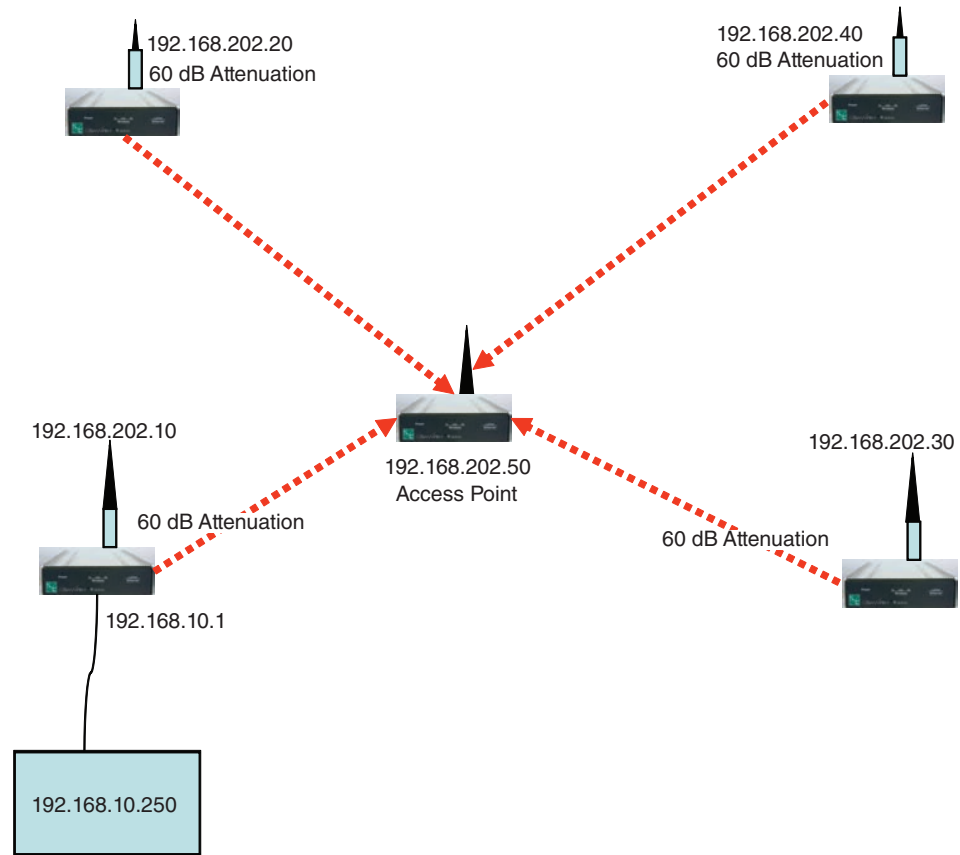 192.168.202.20
60 dB Attenuation
192.168.202.40
60 dB Attenuation
192.168.202.10
60 dB Attenuation
192.168.10.1
192.168.202.50
Access Point
192.168.202.30
60 dB Attenuation
192.168.10.250